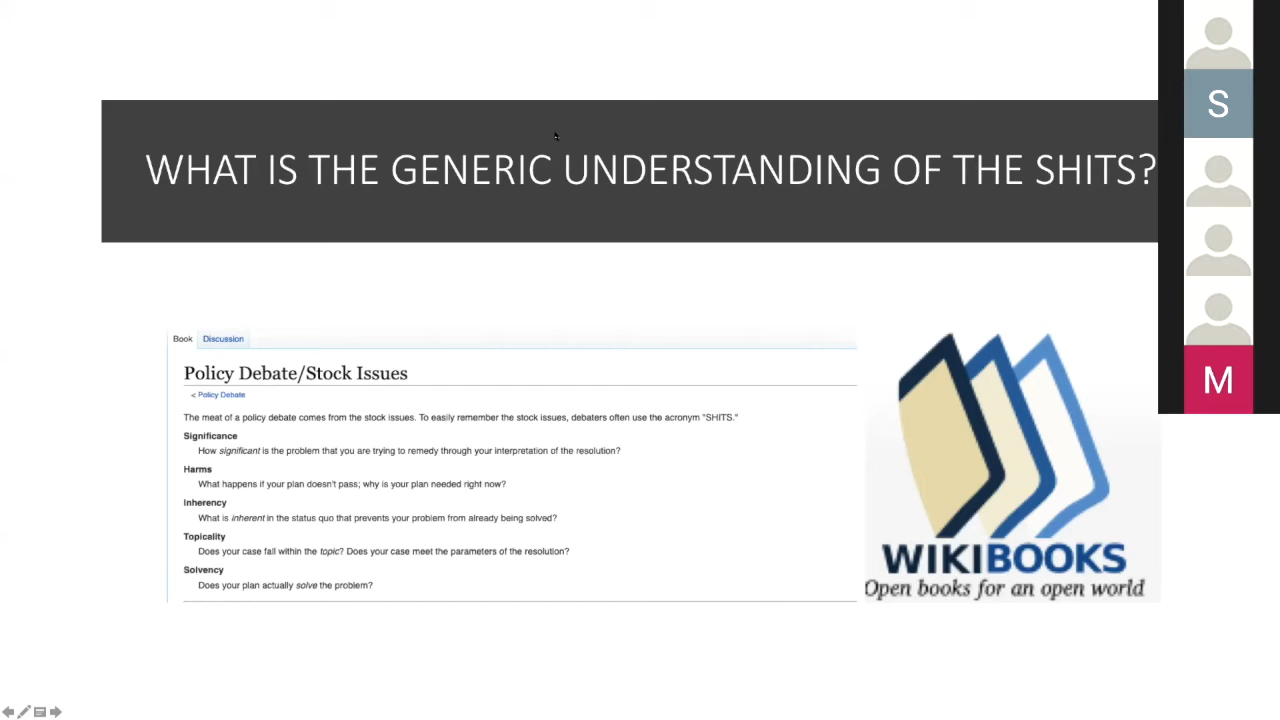 WHAT IS THE GENERIC UNDERSTANDING OF THE SHITS?
S
M
Book Discussion
Policy Debate/Stock Issues
< Policy Debate
The meat of a policy debate comes from the stock issues. To easily remember the stock issues, debaters often use the acronym "SHITS."
Significance
How significant is the problem that you are trying to remedy through your interpretation of the resolution?
Harms
What happens if your plan doesn't pass; why is your plan needed right now?
Inherency
What is inherent in the status quo that prevents your problem from already being solved?
Topicality
Does your case fall within the topic? Does your case meet the parameters of the resolution?
Solvency
Does your plan actually solve the problem?
WIKIBOOKS
Open books for an open world